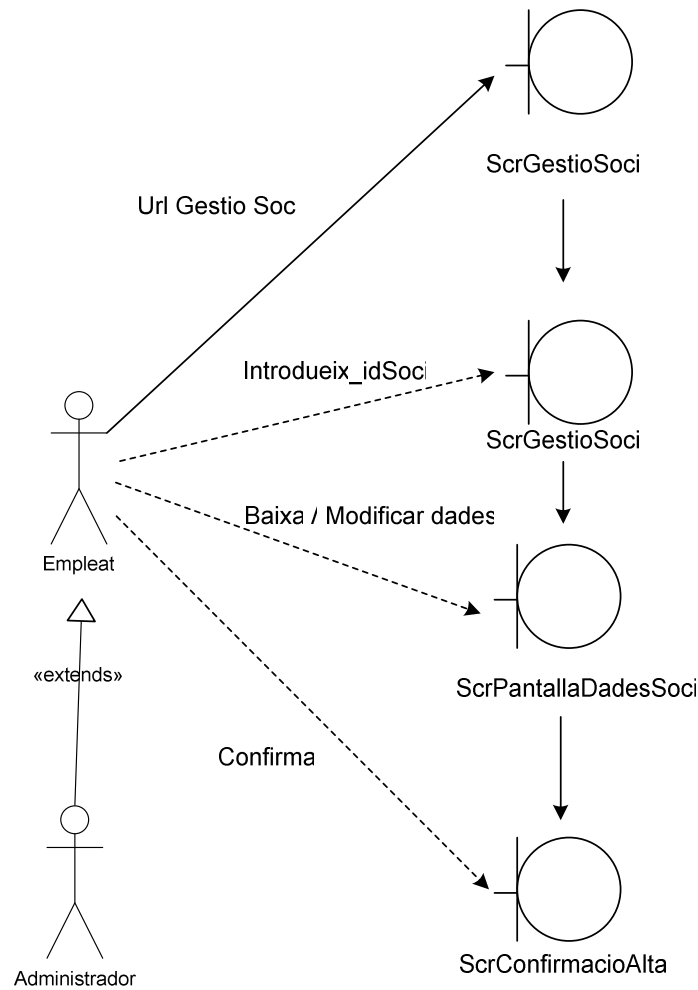 ScrGestioSoci
Url Gestio Soc
Introdueix_idSoci
ScrGestioSoci
Baixa / Modificar dades
Empleat
«extends»
ScrPantallaDadesSoci
Confirma
ScrConfirmacioAlta
Administrador